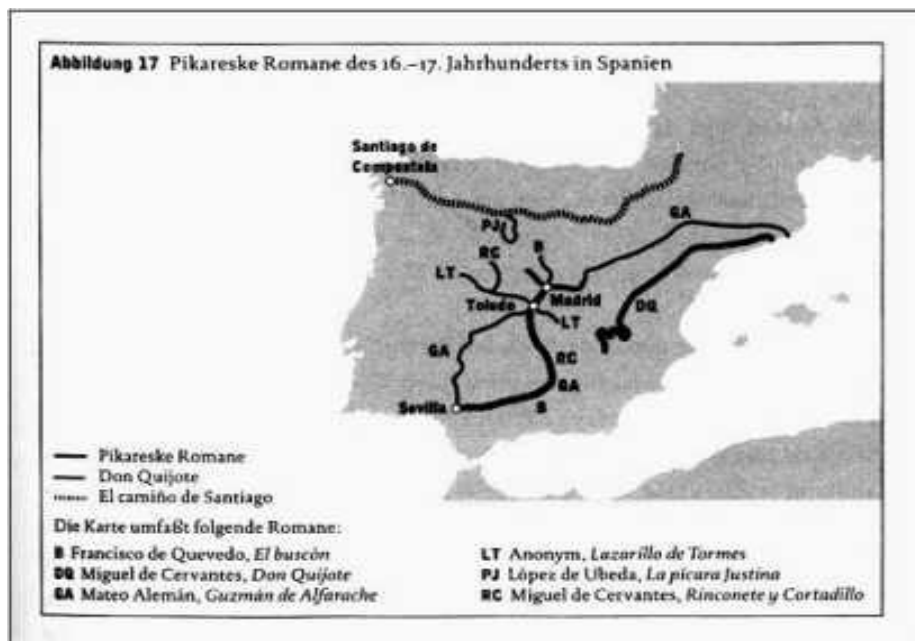 Abbildung 17 Pikareske Romane des 16.–17. Jahrhunderts in Spanien
Santiago de
Compostela
GA
PJ
RC
B
LT
Madrid
Toledo
DQ
LT
GA
RC
GA
Sevilla
B
Pikareske Romane
Don Quijote
El camiño de Santiago
Die Karte umfaßt folgende Romane:
B Francisco de Quevedo, El buscòn
DQ Miguel de Cervantes, Don Quijote
GA Mateo Alemán, Guzmán de Alfarache
LT Anonym, Lazarillo de Tormes
PJ López de Ubeda, La pícara Justina
RC Miguel de Cervantes, Rinconete y Cortadillo